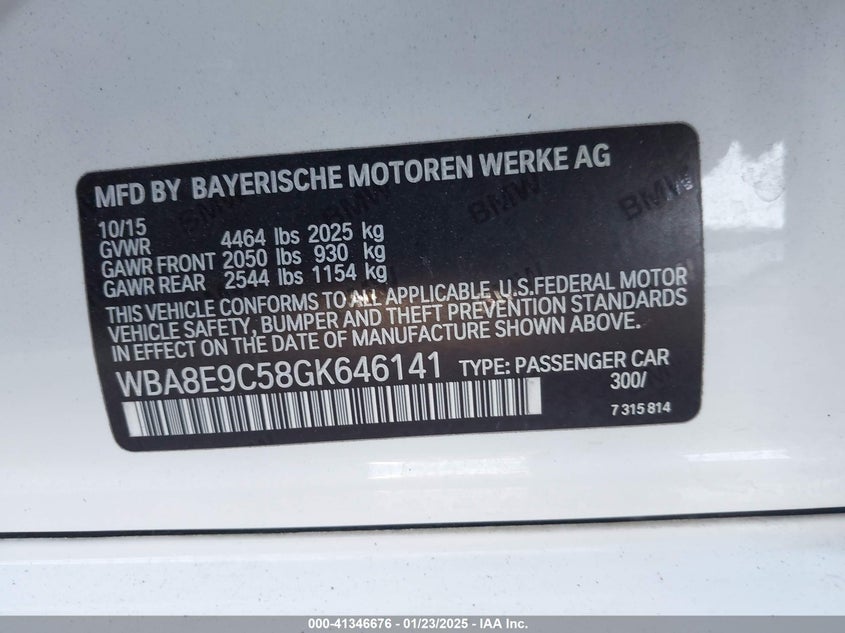 MFD BY BAYERISCHE MOTOREN WERKE AG
10/15
GVWR 4464 lbs 2025 kg
GAWR FRONT 2050 lbs 930 kg
GAWR REAR 2544 lbs 1154 kg
THIS VEHICLE CONFORMS TO ALL APPLICABLE U.S.FEDERAL MOTOR
VEHICLE SAFETY, BUMPER AND THEFT PREVENTION STANDARDS
IN EFFECT ON THE DATE OF MANUFACTURE SHOWN ABOVE.
WBA8E9C58GK646141 TYPE: PASSENGER CAR
300/
7 315 814
BMW BMW BMW
000-41346676 - 01/23/2025 - IAA Inc.